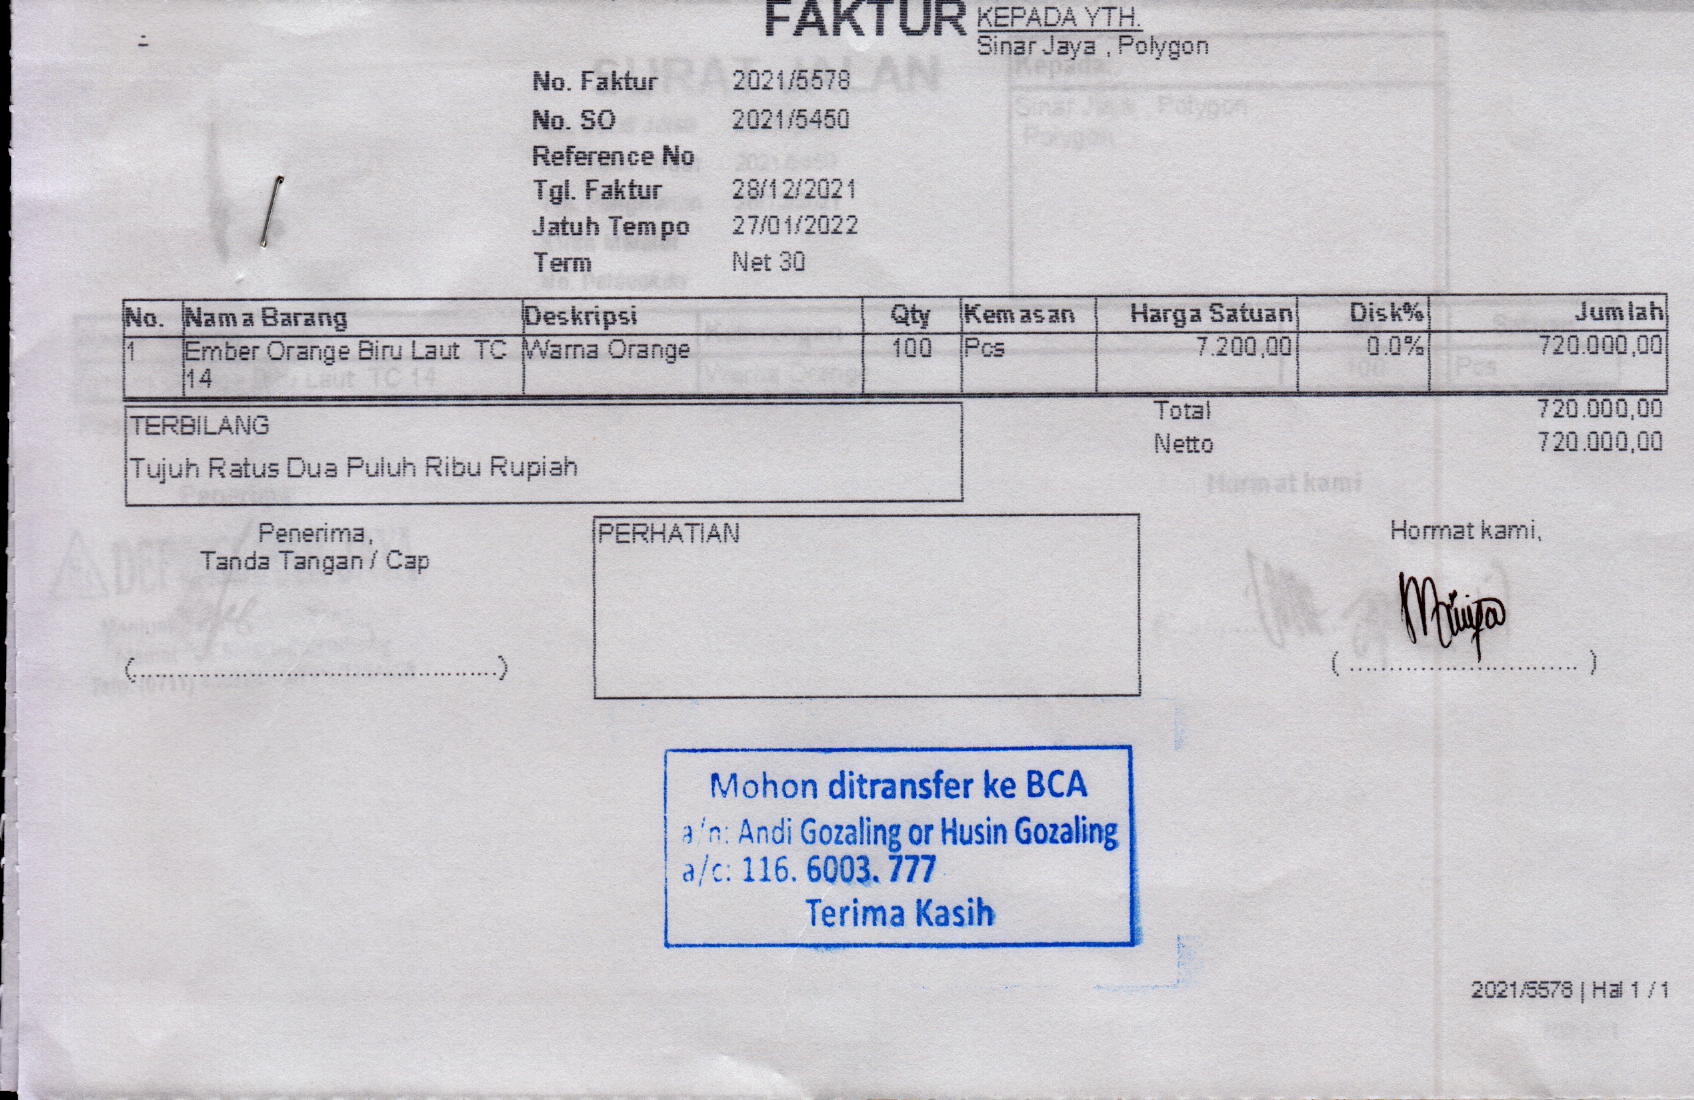 FAKTUR
KEPADA YTH.
Sinar Jaya , Polygon
No. Faktur 2021/5578
No. SO 2021/5450
Reference No
Tgl. Faktur 28/12/2021
Jatuh Tempo 27/01/2022
Term Net 30
No. Nama Barang Deskripsi Qty Kemasan Harga Satuan Disk% Jumlah
1 Ember Orange Biru Laut TC Warna Orange 100 Pcs 7.200,00 0.0% 720.000,00
14
Total 720.000,00
TERBILANG
Netto 720.000,00
Tujuh Ratus Dua Puluh Ribu Rupiah
Penerima,
Tanda Tangan / Cap
PERHATIAN
Hormat kami,
(..........................................)
( ............................ )
Mohon ditransfer ke BCA
a/n: Andi Gozaling or Husin Gozaling
a/c: 116. 6003. 777
Terima Kasih
2021/5578 | Hal 1 / 1